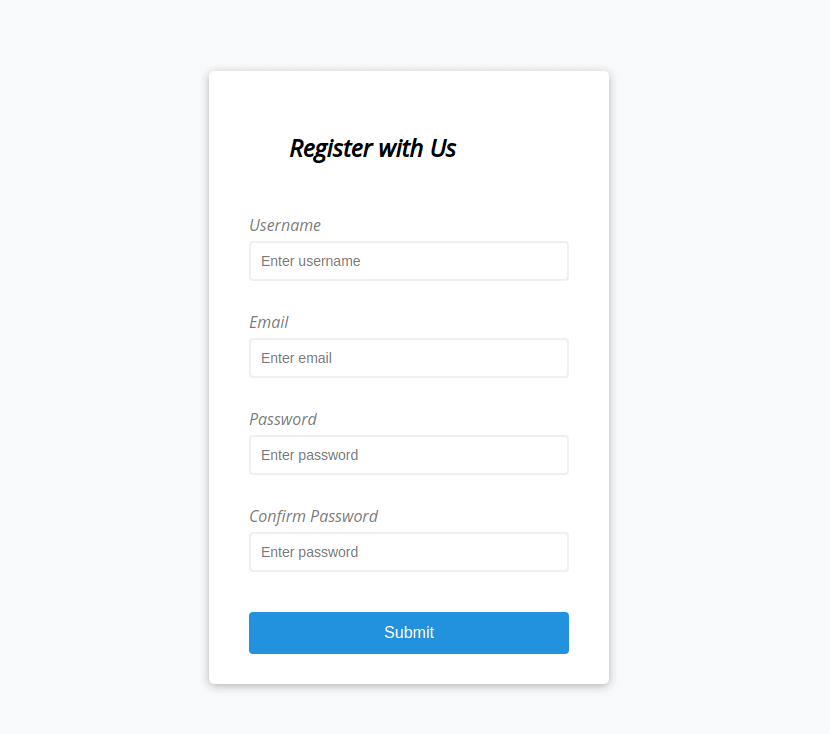 Register with Us
Username
Enter username
Email
Enter email
Password
Enter password
Confirm Password
Enter password
Submit